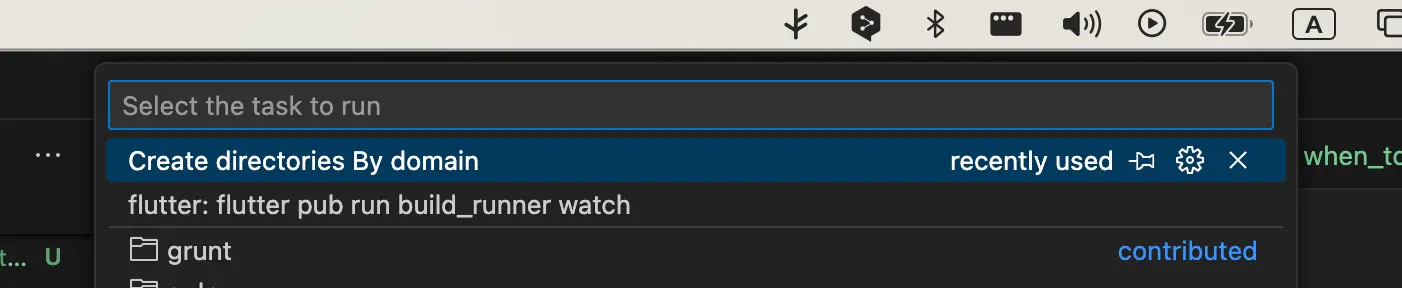 A
Select the task to run
... Create directories By domain recently used when_to
flutter: flutter pub run build_runner watch
t... U grunt contributed